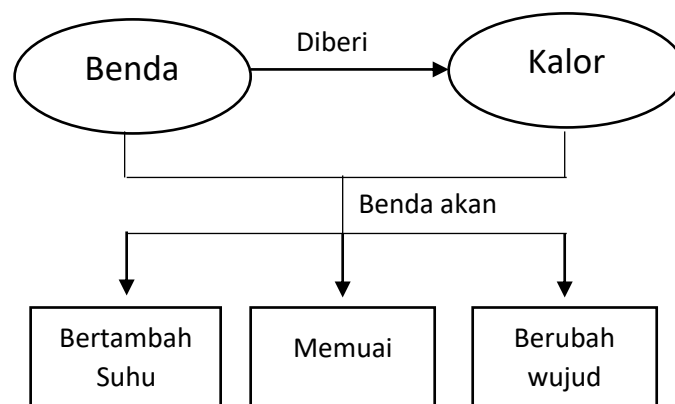 Diberi
Benda
Kalor
Benda akan
Bertambah
Suhu
Memuai
Berubah
wujud